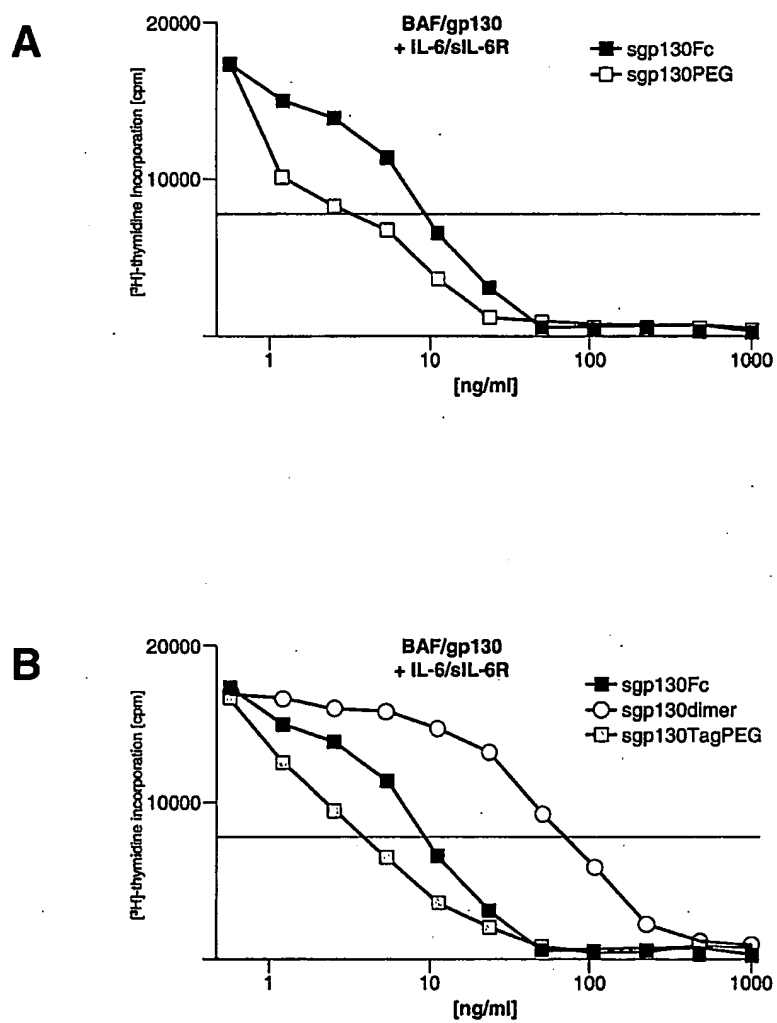 A
BAF/gp130
+ IL-6/sIL-6R
sgp130Fc
sgp130PEG
[³H]-thymidine Incorporation [cpm]
20000
10000
1
10
100
1000
[ng/ml]
B
BAF/gp130
+ IL-6/sIL-6R
sgp130Fc
sgp130dimer
sgp130TagPEG
[³H]-thymidine incorporation [cpm]
20000
10000
1
10
100
1000
[ng/ml]